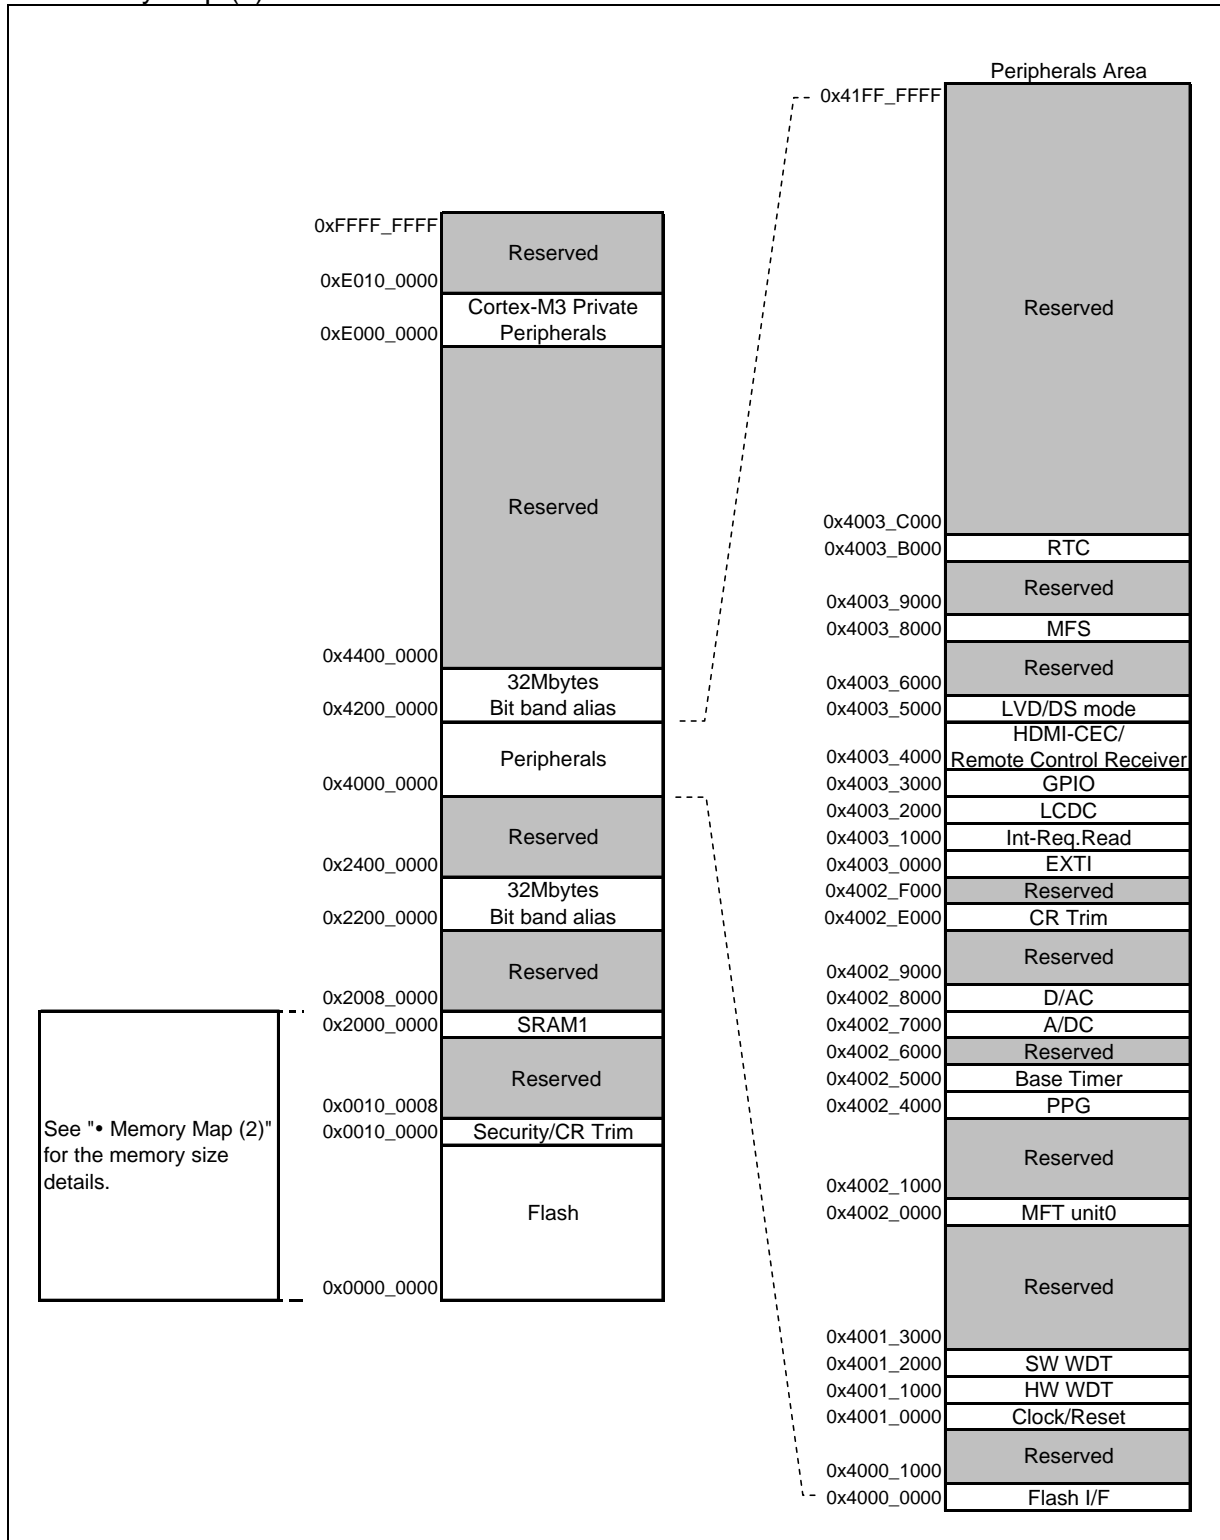 Peripherals Area
0x41FF_FFFF
Reserved
0x4003_C000
0x4003_B000 RTC
Reserved
0x4003_9000
0x4003_8000 MFS
Reserved
0x4003_6000
0x4003_5000 LVD/DS mode
HDMI-CEC/
0x4003_4000 Remote Control Receiver
0x4003_3000 GPIO
0x4003_2000 LCDC
0x4003_1000 Int-Req.Read
0x4003_0000 EXTI
0x4002_F000 Reserved
0x4002_E000 CR Trim
Reserved
0x4002_9000
0x4002_8000 D/AC
0x4002_7000 A/DC
0x4002_6000 Reserved
0x4002_5000 Base Timer
0x4002_4000 PPG
Reserved
0x4002_1000
0x4002_0000 MFT unit0
Reserved
0x4001_3000
0x4001_2000 SW WDT
0x4001_1000 HW WDT
0x4001_0000 Clock/Reset
Reserved
0x4000_1000
0x4000_0000 Flash I/F
0xFFFF_FFFF
Reserved
0xE010_0000
Cortex-M3 Private
0xE000_0000 Peripherals
Reserved
0x4400_0000
32Mbytes
0x4200_0000 Bit band alias
Peripherals
0x4000_0000
Reserved
0x2400_0000
32Mbytes
0x2200_0000 Bit band alias
Reserved
0x2008_0000
0x2000_0000 SRAM1
Reserved
0x0010_0008
0x0010_0000 Security/CR Trim
Flash
0x0000_0000
See "• Memory Map (2)"
for the memory size
details.